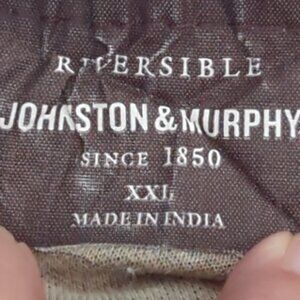 REVERSIBLE
JOHNSTON & MURPHY
SINCE 1850
XXL
MADE IN INDIA